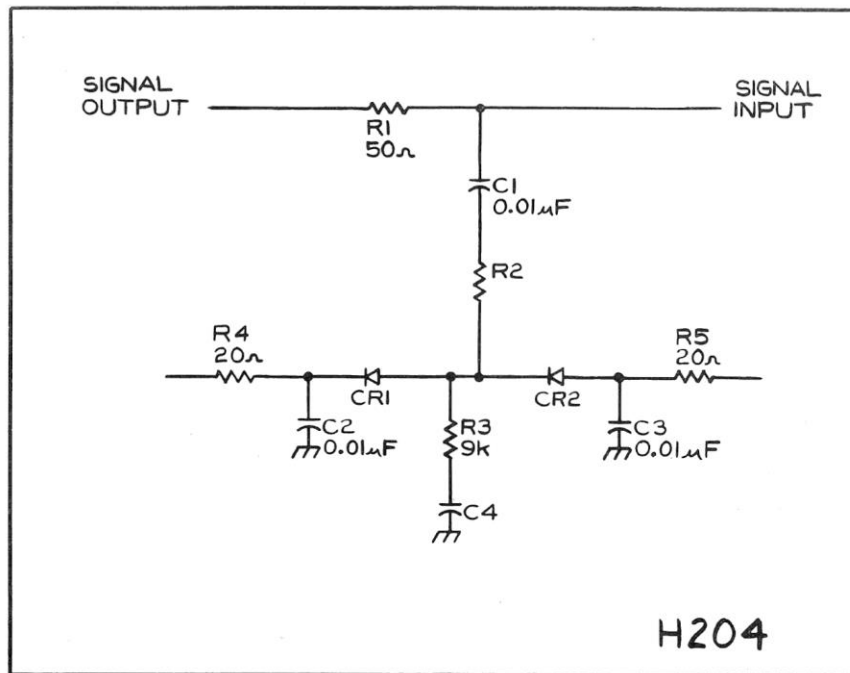 SIGNAL
OUTPUT
SIGNAL
INPUT
R1
50Ω
C1
0.01µF
R2
R4
20Ω
R5
20Ω
CR1
CR2
C2
0.01µF
R3
9k
C3
0.01µF
C4
H204